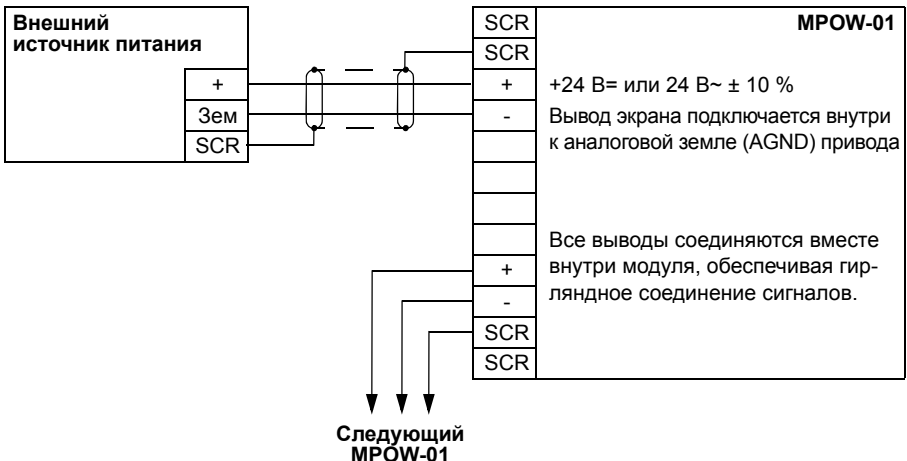 Внешний
источник питания
+
Зем
SCR
SCR
SCR
+
-
+
-
SCR
SCR
MPOW-01
+24 В= или 24 В~ ± 10 %
Вывод экрана подключается внутри
к аналоговой земле (AGND) привода
Все выводы соединяются вместе
внутри модуля, обеспечивая гир-
ляндное соединение сигналов.
Следующий
MPOW-01